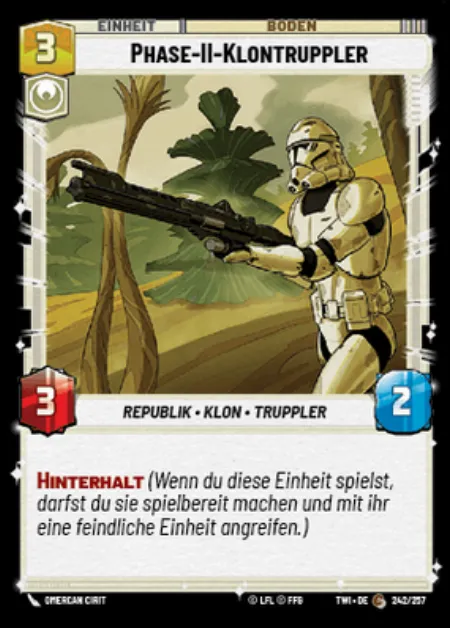 EINHEIT BODEN
3 PHASE-II-KLONTRUPPLER
3 REPUBLIK • KLON • TRUPPLER 2
HINTERHALT (Wenn du diese Einheit spielst,
darfst du sie spielbereit machen und mit ihr
eine feindliche Einheit angreifen.)
OMERCAN CIRIT © LFL © FFG TWI • DE C 242/257